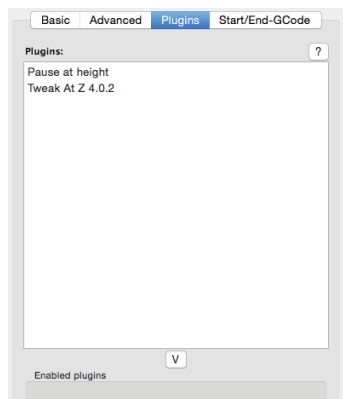 Basic Advanced Plugins Start/End-GCode
Plugins: ?
Pause at height
Tweak At Z 4.0.2
V
Enabled plugins